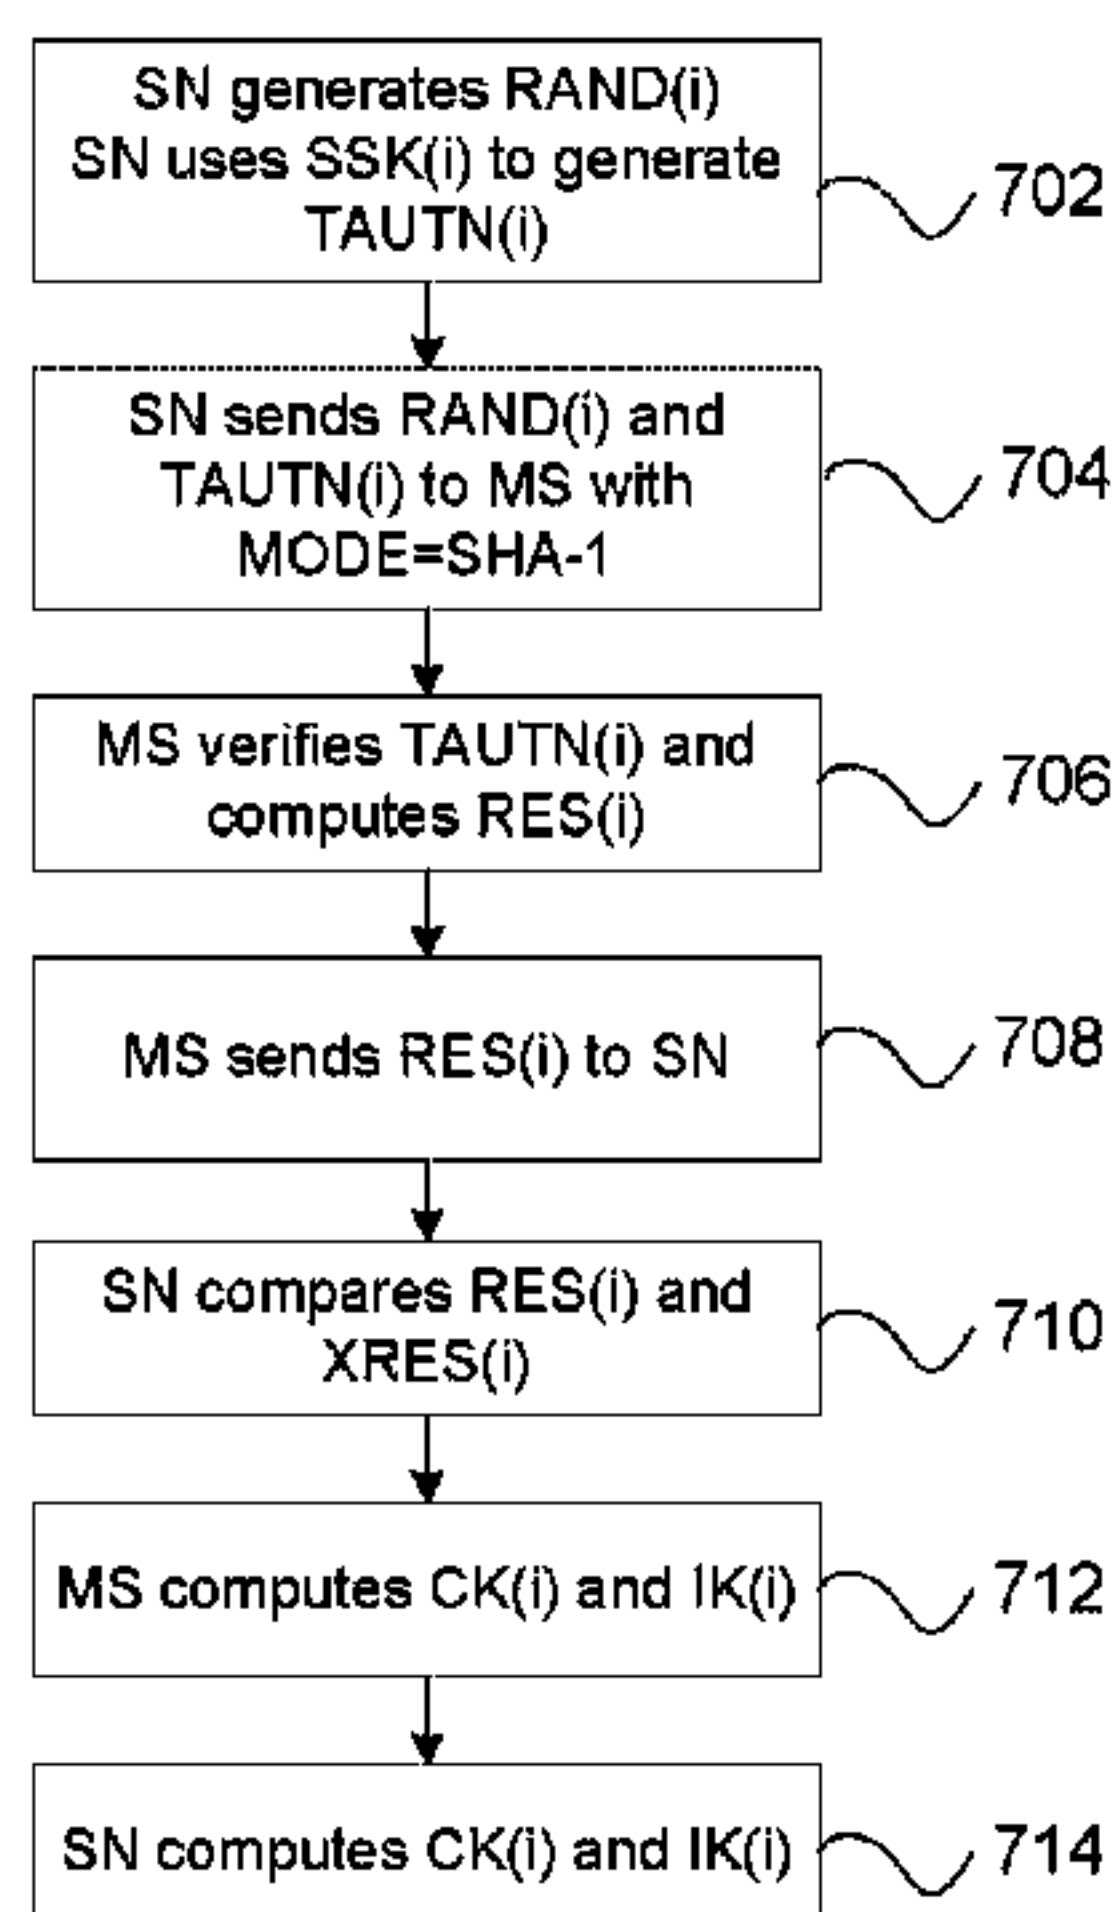 SN generates RAND(i)
SN uses SSK(i) to generate
TAUTN(i)
702
SN sends RAND(i) and
TAUTN(i) to MS with
MODE=SHA-1
704
MS verifies TAUTN(i) and
computes RES(i)
706
MS sends RES(i) to SN
708
SN compares RES(i) and
XRES(i)
710
MS computes CK(i) and IK(i)
712
SN computes CK(i) and IK(i)
714